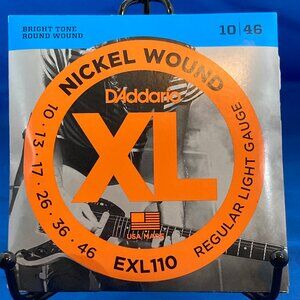 BRIGHT TONE
ROUND WOUND
10 | 46
NICKEL WOUND
D'Addario
XL
10 • 13 • 17 • 26 • 36 • 46
USA MADE
EXL110
REGULAR LIGHT GAUGE